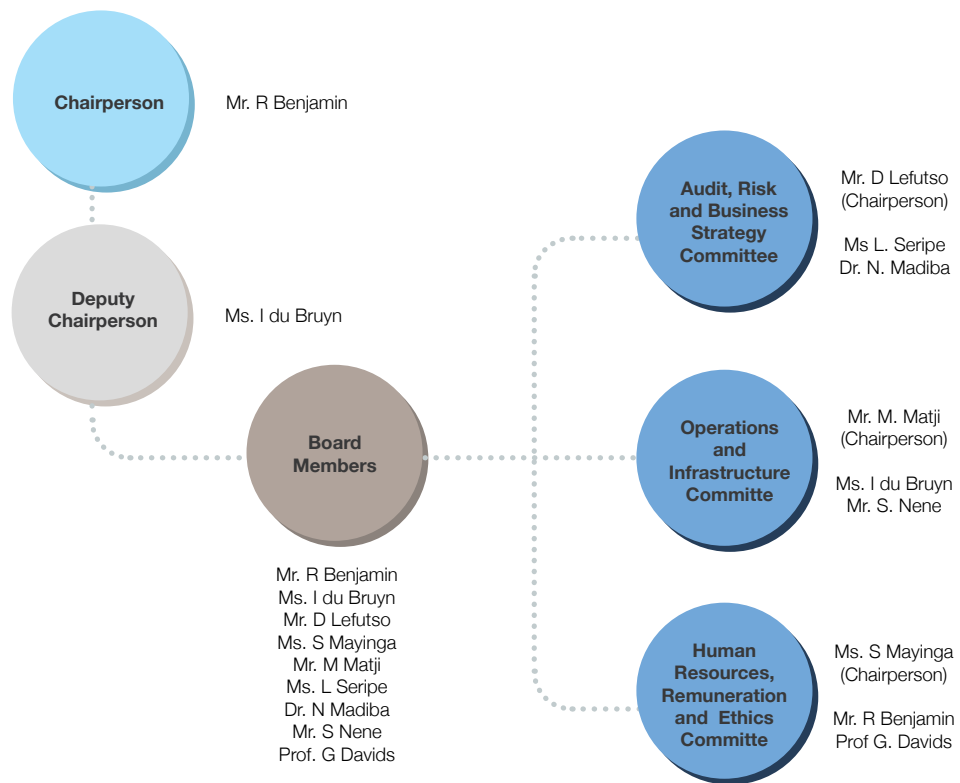 Chairperson
Mr. R Benjamin
Deputy
Chairperson
Ms. I du Bruyn
Board
Members
Mr. R Benjamin
Ms. I du Bruyn
Mr. D Lefutso
Ms. S Mayinga
Mr. M Matji
Ms. L Seripe
Dr. N Madiba
Mr. S Nene
Prof. G Davids
Audit, Risk
and Business
Strategy
Committee
Mr. D Lefutso
(Chairperson)
Ms L. Seripe
Dr. N. Madiba
Operations
and
Infrastructure
Committe
Mr. M. Matji
(Chairperson)
Ms. I du Bruyn
Mr. S. Nene
Human
Resources,
Remuneration
and Ethics
Committe
Ms. S Mayinga
(Chairperson)
Mr. R Benjamin
Prof G. Davids